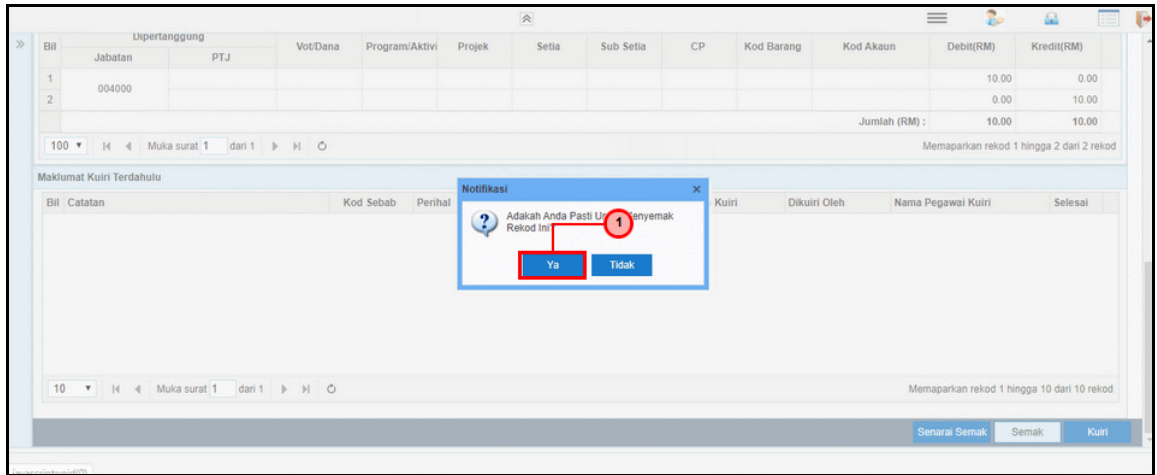 Bil Dipertanggung Vot/Dana Program/Aktivi Projek Setia Sub Setia CP Kod Barang Kod Akaun Debit(RM) Kredit(RM)
Jabatan PTJ
1 004000 10.00 0.00
2 0.00 10.00
Jumlah (RM) : 10.00 10.00
100 Muka surat 1 dari 1 Memaparkan rekod 1 hingga 2 dari 2 rekod
Maklumat Kuiri Terdahulu
Bil Catatan Kod Sebab Perihal Kuiri Dikuiri Oleh Nama Pegawai Kuiri Selesai
Notifikasi
Adakah Anda Pasti
Rekod Ini?
1
Ya Tidak
10 Muka surat 1 dari 1 Memaparkan rekod 1 hingga 10 dari 10 rekod
Senarai Semak Semak Kuiri